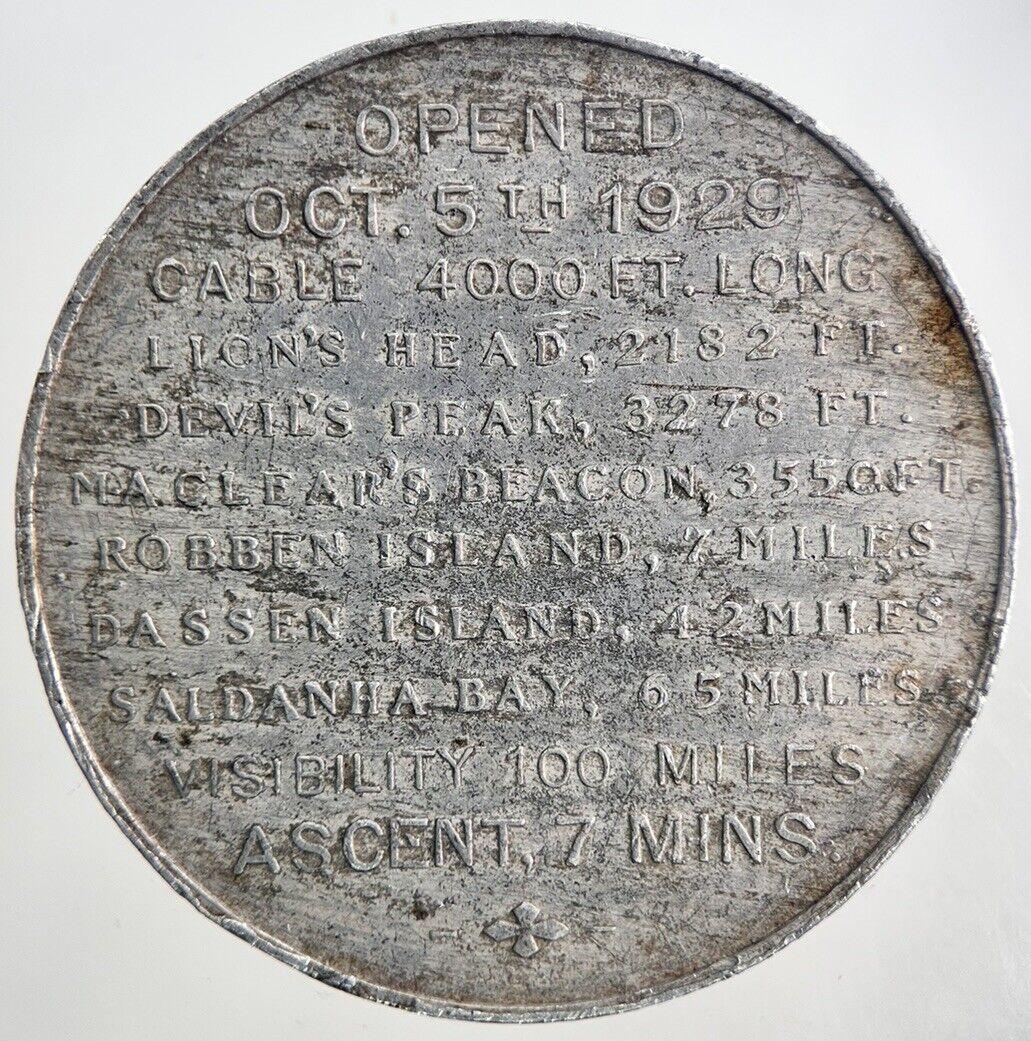 OPENED
OCT. 5TH 1929
CABLE 4000 FT. LONG
LION'S HEAD, 2182 FT.
DEVIL'S PEAK, 3278 FT.
MACLEAR'S BEACON, 3550 FT.
ROBBEN ISLAND, 7 MILES
DASSEN ISLAND, 42 MILES
SALDANHA BAY, 65 MILES
VISIBILITY 100 MILES
ASCENT, 7 MINS.